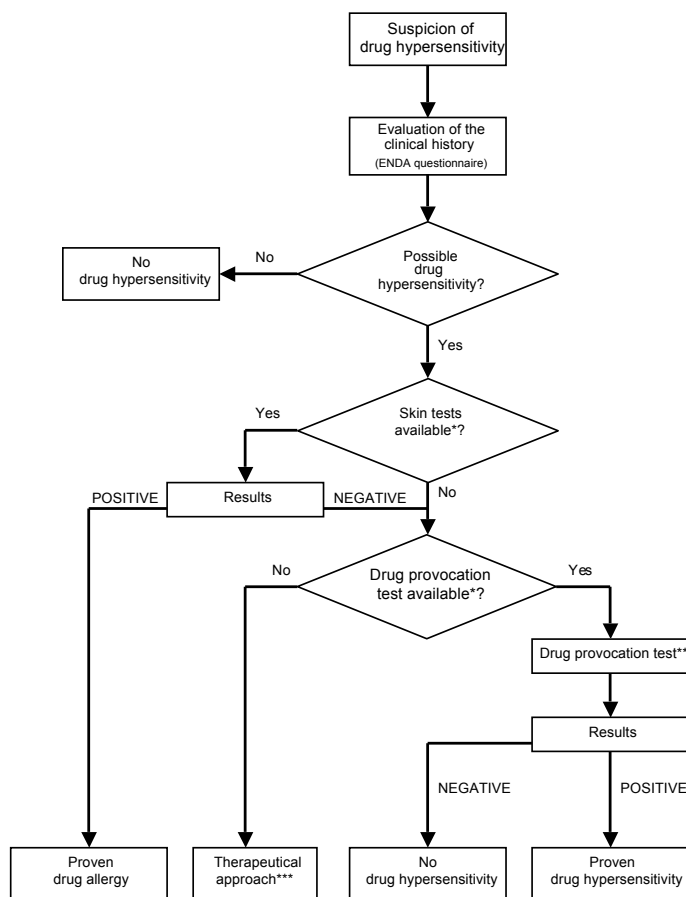 Suspicion of
drug hypersensitivity
Evaluation of the
clinical history
(ENDA questionnaire)
Possible
drug
hypersensitivity?
No
No
drug hypersensitivity
Yes
Skin tests
available*?
Yes
No
Results
POSITIVE
NEGATIVE
Drug provocation
test available*?
No
Yes
Drug provocation test**
Results
NEGATIVE
POSITIVE
Proven
drug allergy
Therapeutical
approach***
No
drug hypersensitivity
Proven
drug hypersensitivity